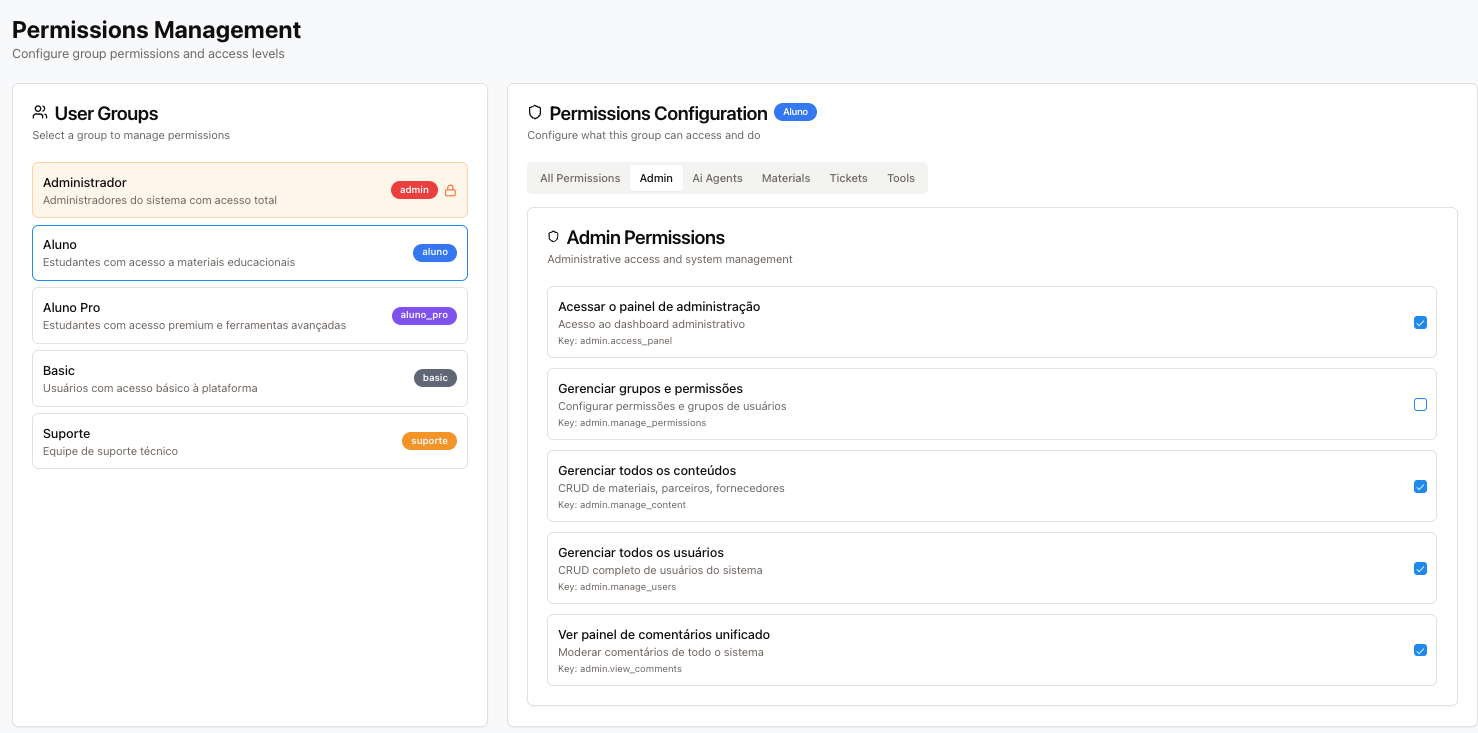 Permissions Management
Configure group permissions and access levels
User Groups
Select a group to manage permissions
Administrador
Administradores do sistema com acesso total
admin
Aluno
Estudantes com acesso a materiais educacionais
aluno
Aluno Pro
Estudantes com acesso premium e ferramentas avançadas
aluno_pro
Basic
Usuários com acesso básico à plataforma
basic
Suporte
Equipe de suporte técnico
suporte
Permissions Configuration Aluno
Configure what this group can access and do
All Permissions Admin Ai Agents Materials Tickets Tools
Admin Permissions
Administrative access and system management
Acessar o painel de administração
Acesso ao dashboard administrativo
Key: admin.access_panel
Gerenciar grupos e permissões
Configurar permissões e grupos de usuários
Key: admin.manage_permissions
Gerenciar todos os conteúdos
CRUD de materiais, parceiros, fornecedores
Key: admin.manage_content
Gerenciar todos os usuários
CRUD completo de usuários do sistema
Key: admin.manage_users
Ver painel de comentários unificado
Moderar comentários de todo o sistema
Key: admin.view_comments